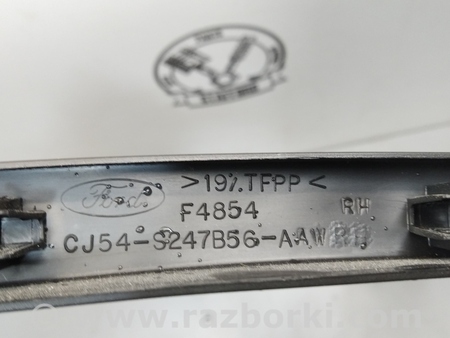 Ford >19%TFPP<
F4854 RH
CJ54-S247B56-AAW
www.razborki.com